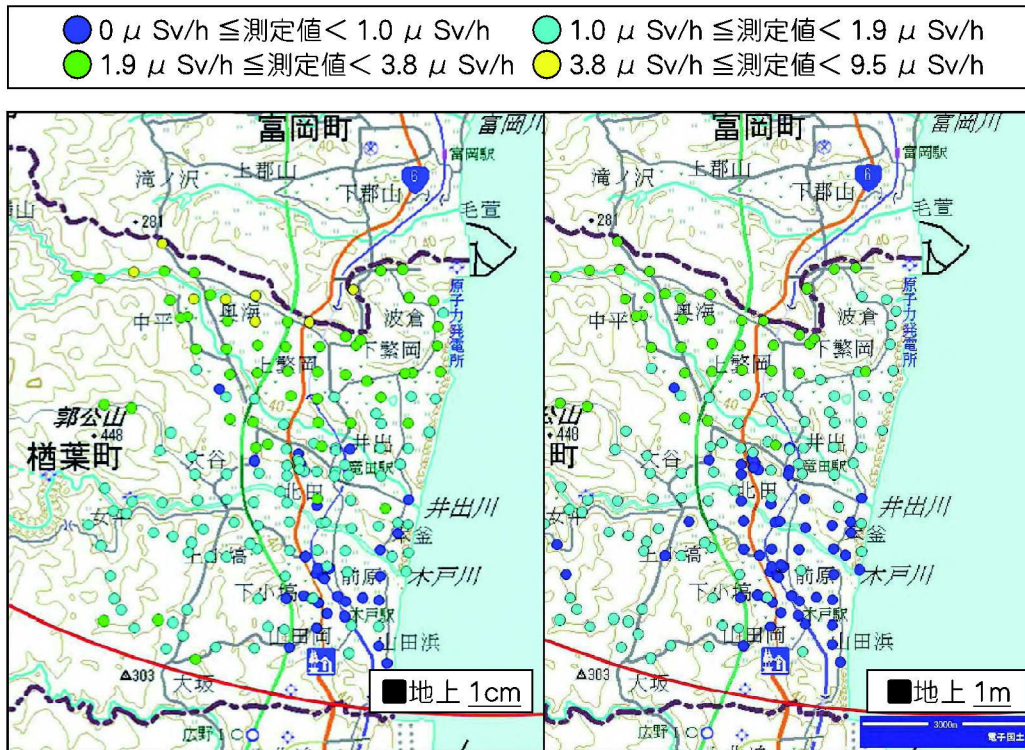 0 μ Sv/h ≦測定値< 1.0 μ Sv/h
1.0 μ Sv/h ≦測定値< 1.9 μ Sv/h
1.9 μ Sv/h ≦測定値< 3.8 μ Sv/h
3.8 μ Sv/h ≦測定値< 9.5 μ Sv/h
富岡町
富岡川
富岡駅
上郡山
滝ノ沢
下郡山
6
毛萱
281
40
中平
奥海
波倉
原子力発電所
上繁岡
下繁岡
40
郭公山
448
楢葉町
井出
大谷
竜田駅
北田
井出川
女平
上小塙
木戸川
前原
下小塙
木戸駅
山田岡
山田浜
303
大坂
■地上 1cm
広野IC
富岡町
富岡川
富岡駅
上郡山
滝ノ沢
下郡山
6
毛萱
281
40
中平
奥海
波倉
原子力発電所
上繁岡
下繁岡
40
公山
448
町
井出
大谷
竜田駅
北田
井出川
女平
上小塙
木戸川
前原
下小塙
木戸駅
山田岡
山田浜
303
大坂
■地上 1m
広野IC
3000m
電子国土